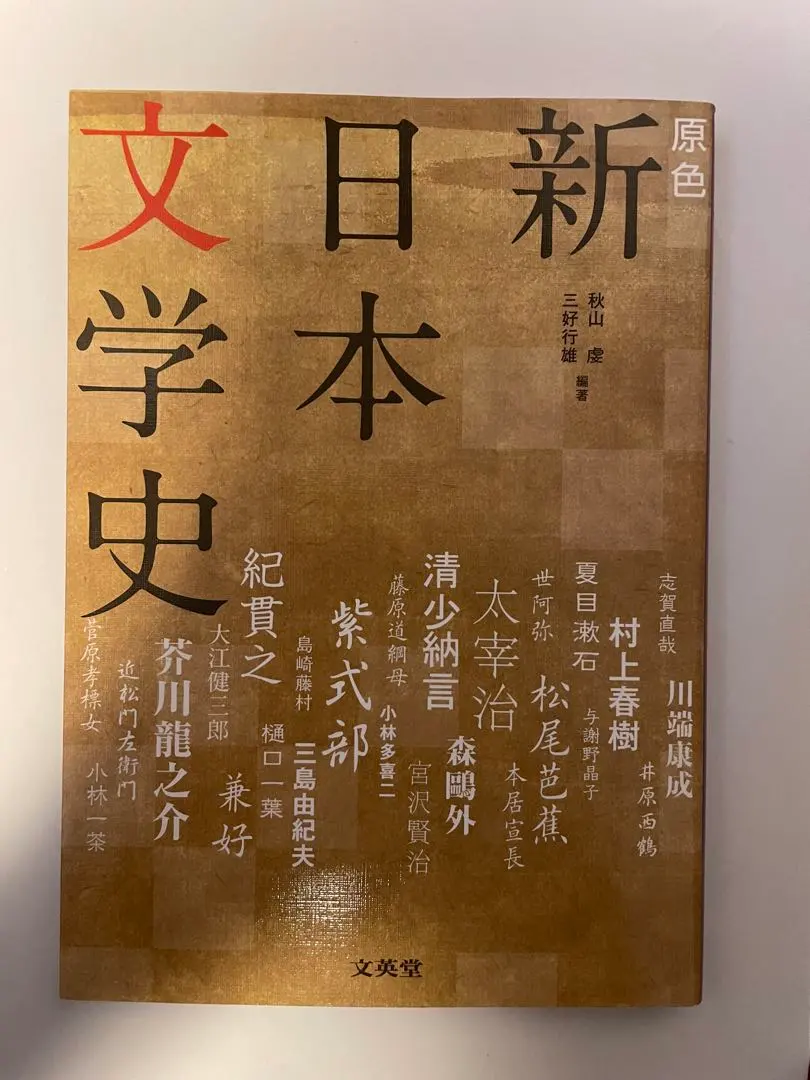 原色
新
日本
文学史
秋山 虔
三好行雄
編著
志賀直哉
川端康成
井原西鶴
村上春樹
与謝野晶子
夏目漱石
世阿弥
松尾芭蕉
本居宣長
太宰治
清少納言
森鷗外
宮沢賢治
藤原道綱母
小林多喜二
紫式部
島崎藤村
三島由紀夫
紀貫之
樋口一葉
大江健三郎
兼好
芥川龍之介
近松門左衛門
菅原孝標女
小林一茶
文英堂